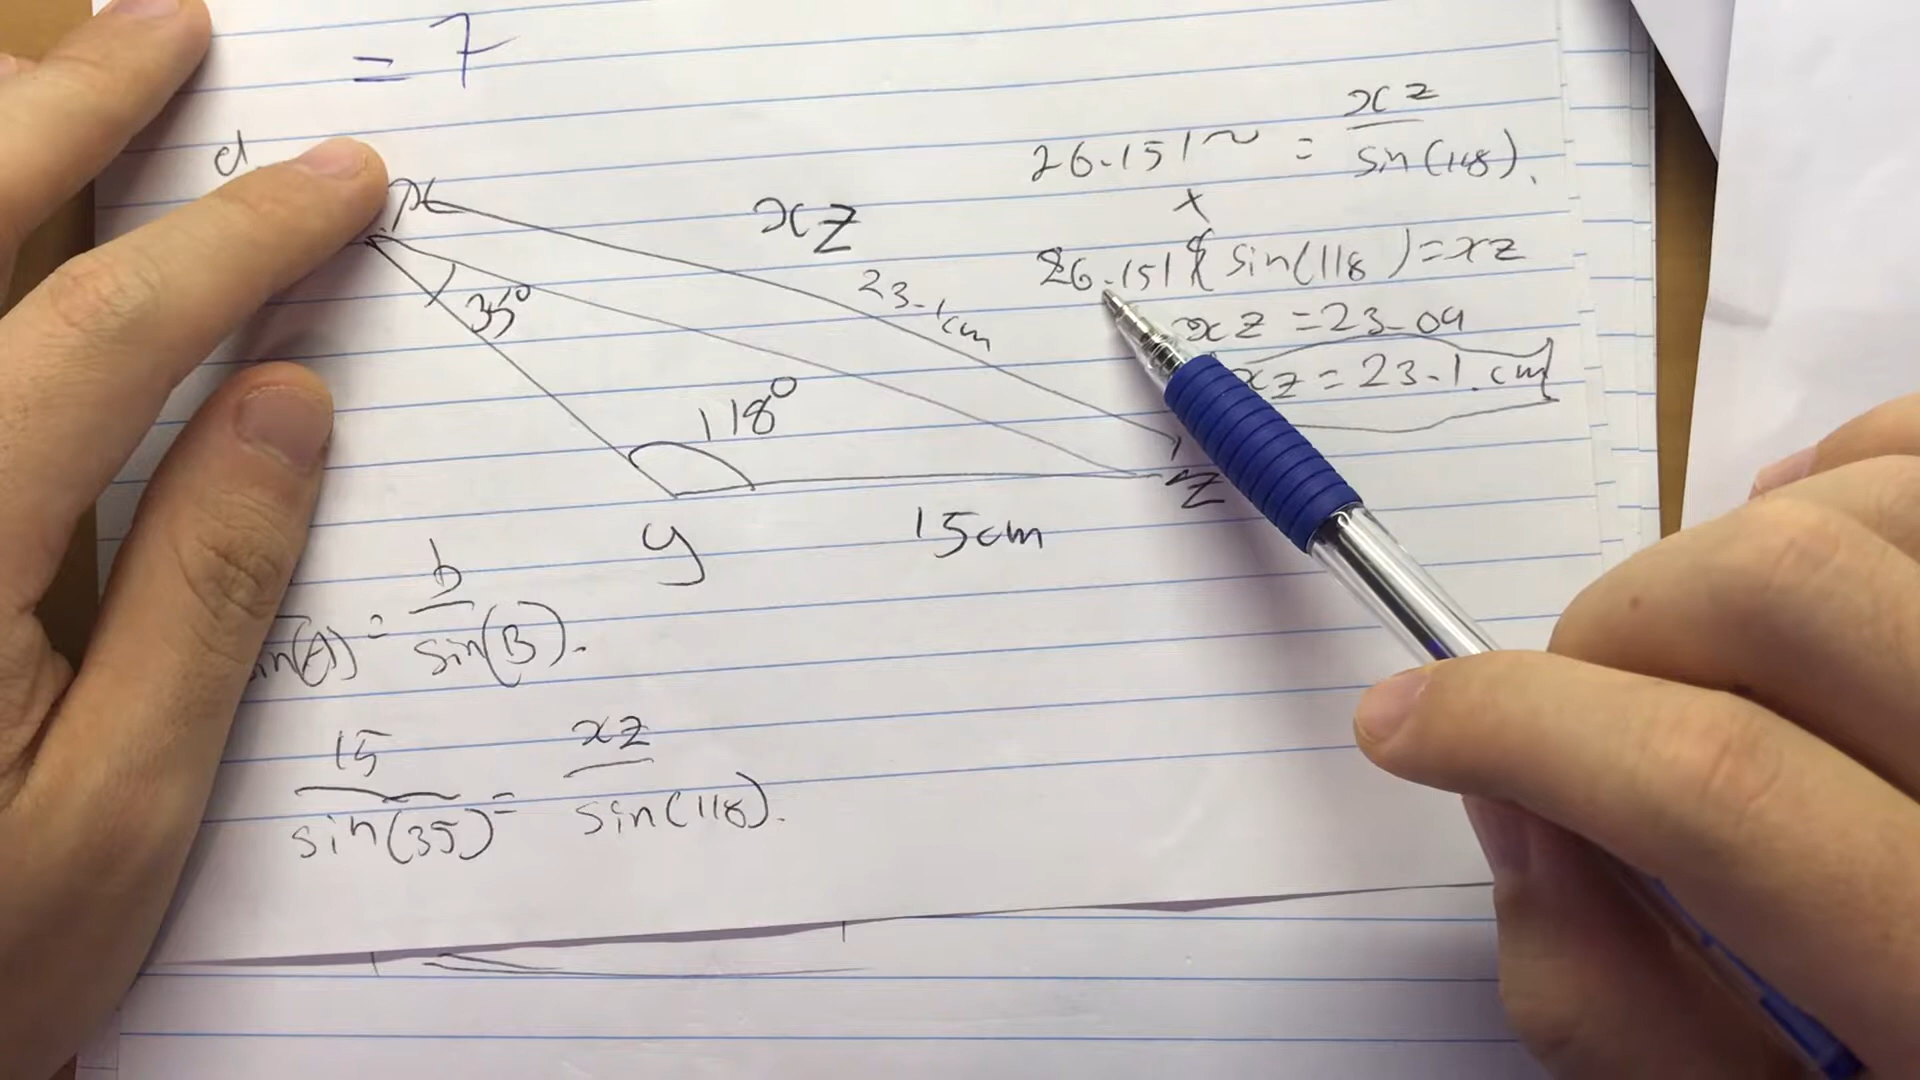 = 7
d
x
xz
23.1cm
35°
118°
z
y
15cm
sin(A) = b / sin(B).
15 / sin(35) = xz / sin(118).
26.151~ = xz / sin(118).
x
26.151 sin(118) = xz
xz = 23.09
xz = 23.1 cm